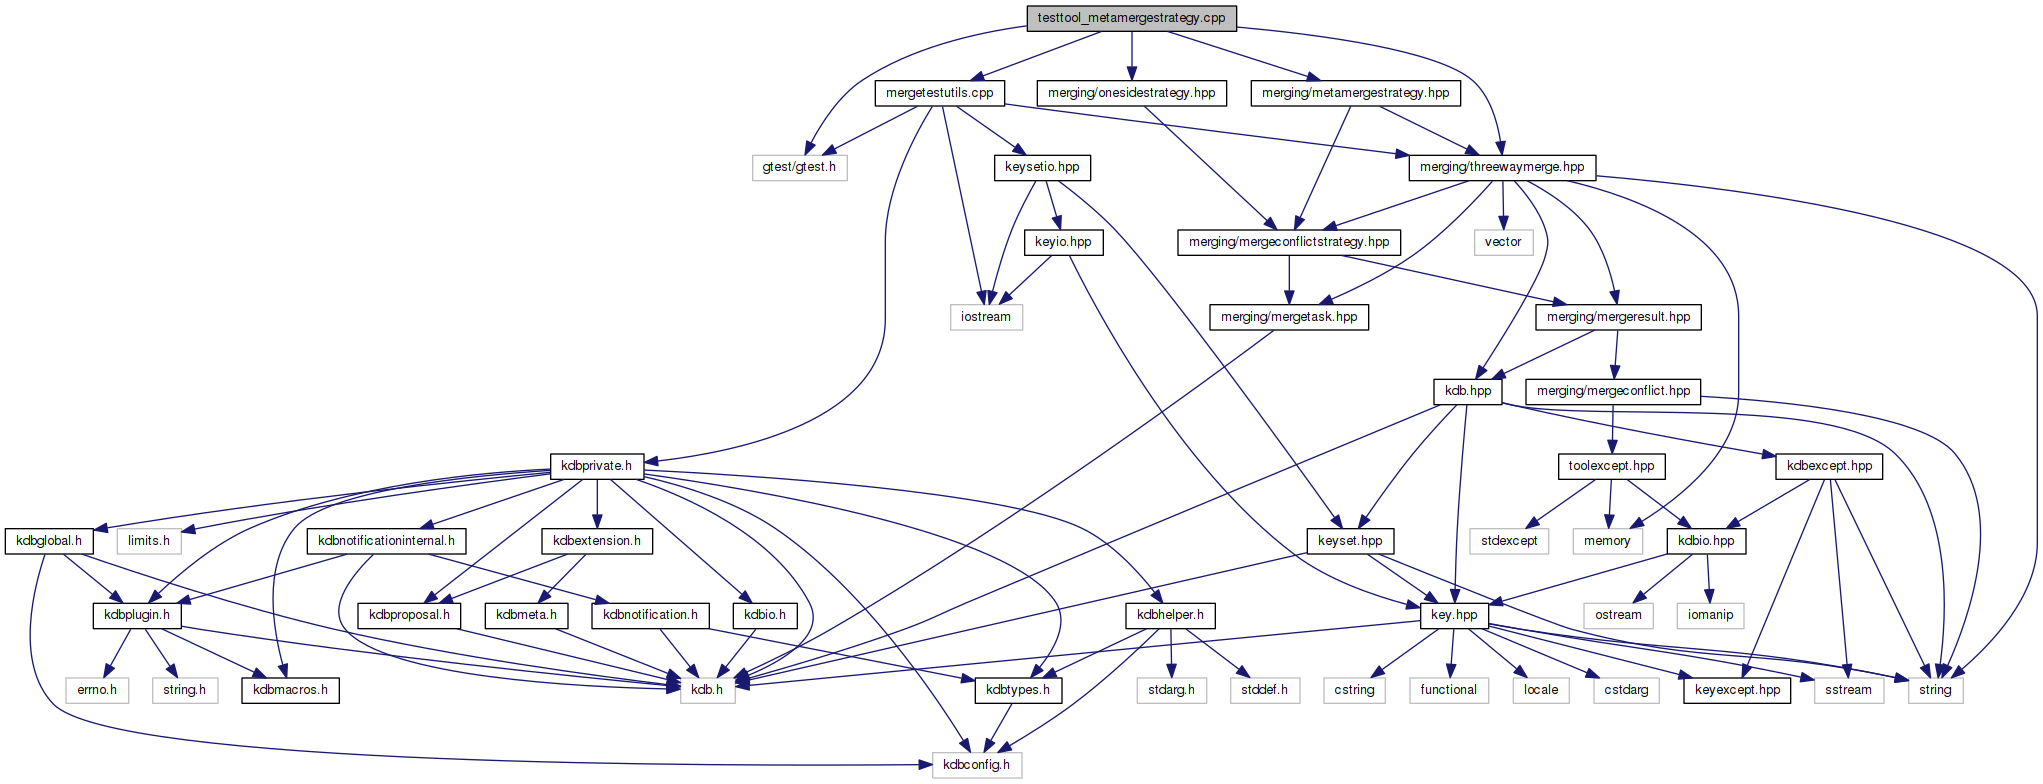 testtool_metamergestrategy.cpp
mergetestutils.cpp
merging/onesidestrategy.hpp
merging/metamergestrategy.hpp
gtest/gtest.h
keysetio.hpp
merging/threewaymerge.hpp
keyio.hpp
merging/mergeconflictstrategy.hpp
vector
iostream
merging/mergetask.hpp
merging/mergeresult.hpp
kdb.hpp
merging/mergeconflict.hpp
kdbprivate.h
toolexcept.hpp
kdbexcept.hpp
kdbglobal.h
limits.h
kdbnotificationinternal.h
kdbextension.h
keyset.hpp
stdexcept
memory
kdbio.hpp
kdbplugin.h
kdbproposal.h
kdbmeta.h
kdbnotification.h
kdbio.h
kdbhelper.h
key.hpp
ostream
iomanip
errno.h
string.h
kdbmacros.h
kdb.h
kdbtypes.h
stdarg.h
stddef.h
cstring
functional
locale
cstdarg
keyexcept.hpp
sstream
string
kdbconfig.h